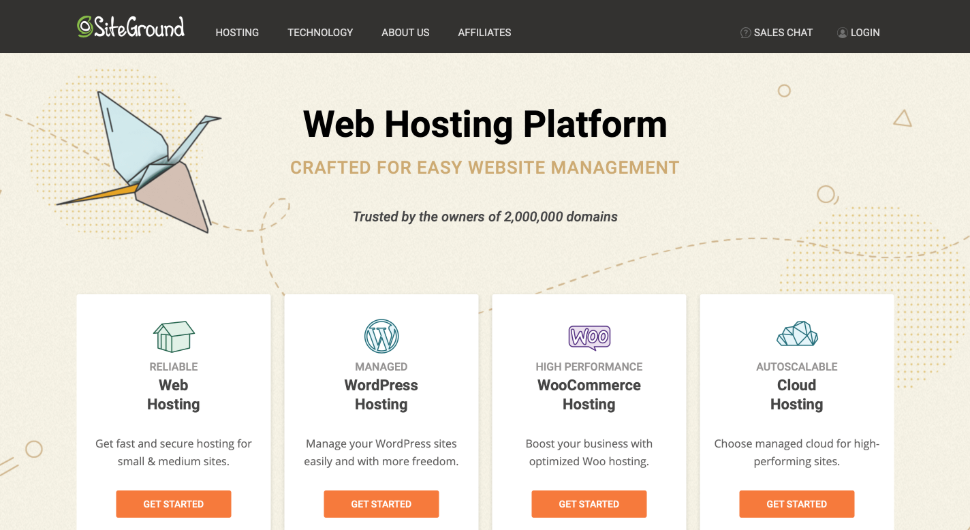 SiteGround HOSTING TECHNOLOGY ABOUT US AFFILIATES SALES CHAT LOGIN
Web Hosting Platform
CRAFTED FOR EASY WEBSITE MANAGEMENT
Trusted by the owners of 2,000,000 domains
RELIABLE
Web
Hosting
Get fast and secure hosting for
small & medium sites.
GET STARTED
MANAGED
WordPress
Hosting
Manage your WordPress sites
easily and with more freedom.
GET STARTED
Woo
HIGH PERFORMANCE
WooCommerce
Hosting
Boost your business with
optimized Woo hosting.
GET STARTED
AUTOSCALABLE
Cloud
Hosting
Choose managed cloud for high-
performing sites.
GET STARTED